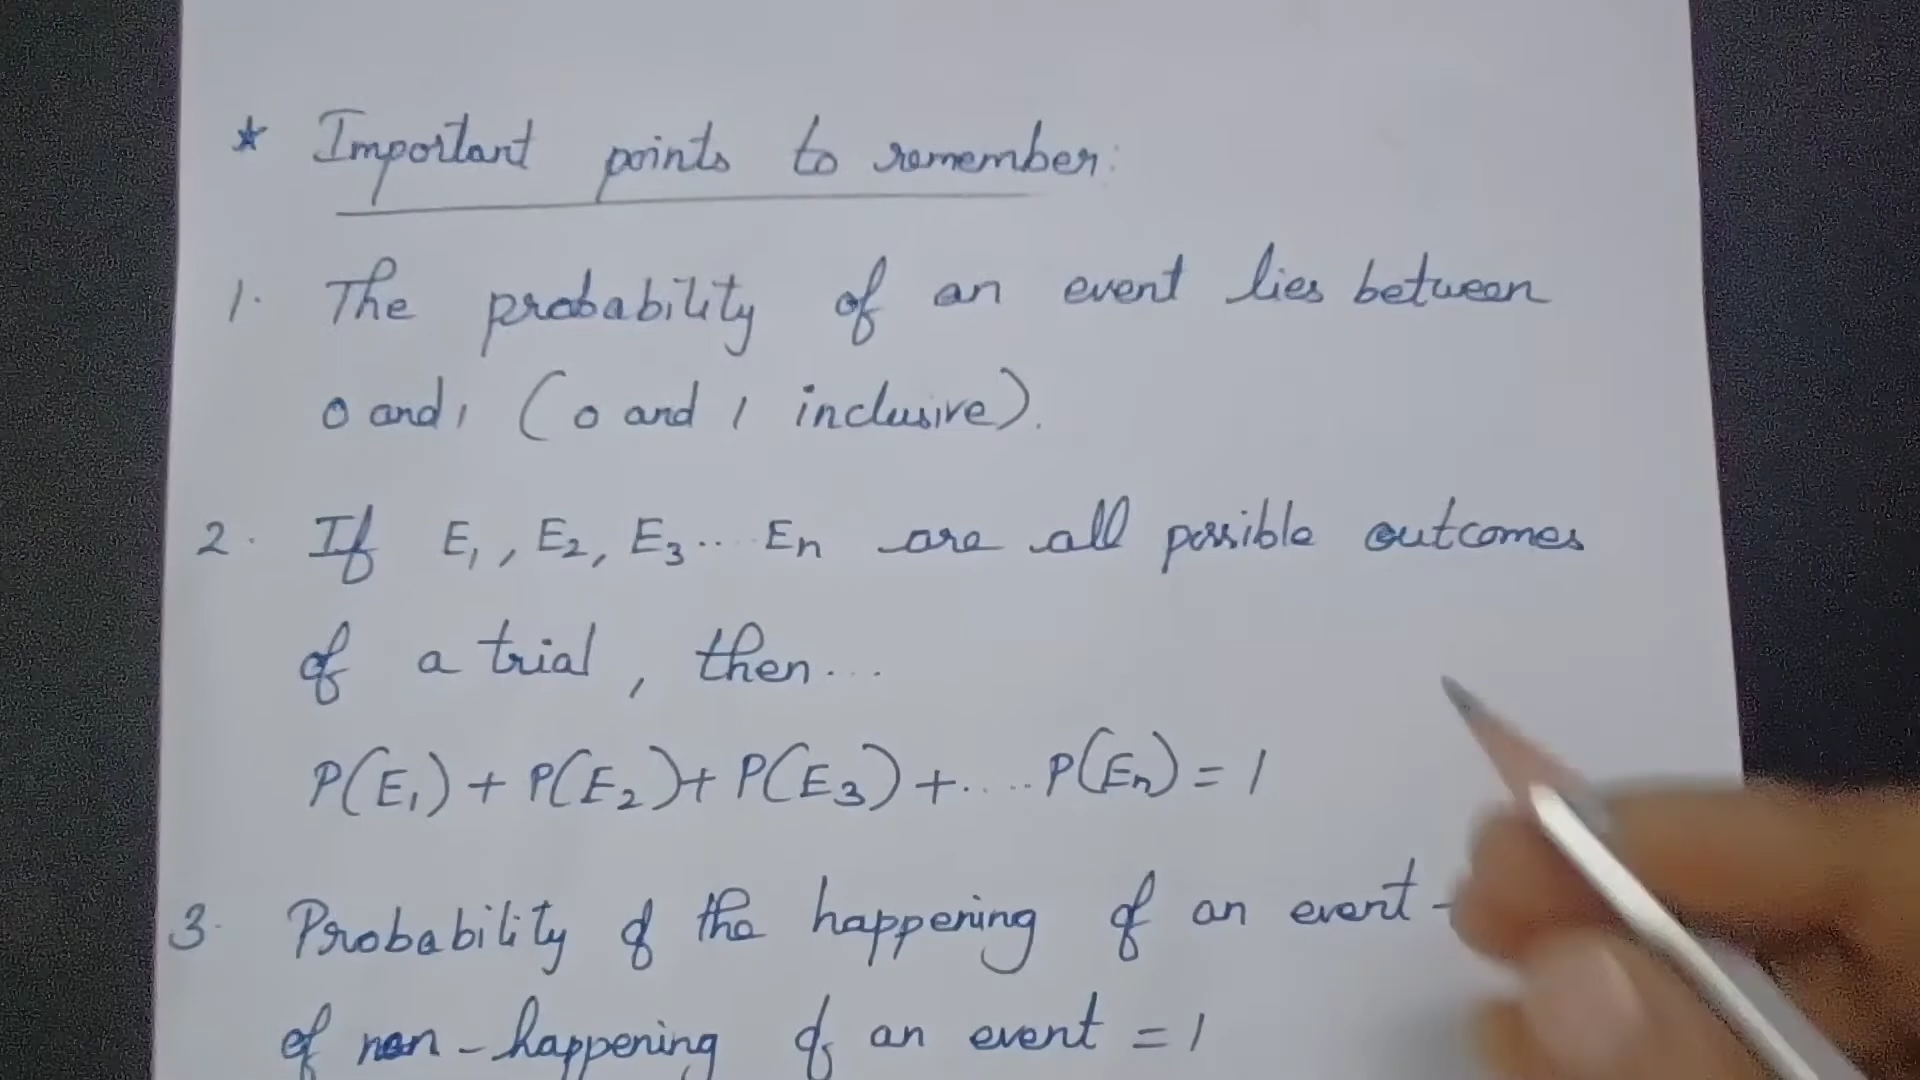 * Important points to remember:
1. The probability of an event lies between
0 and 1 (0 and 1 inclusive).
2. If E₁, E₂, E₃.... En are all possible outcomes
of a trial, then...
P(E₁) + P(E₂) + P(E₃) + ..... P(En) = 1
3. Probability of the happening of an event
of non-happening of an event = 1